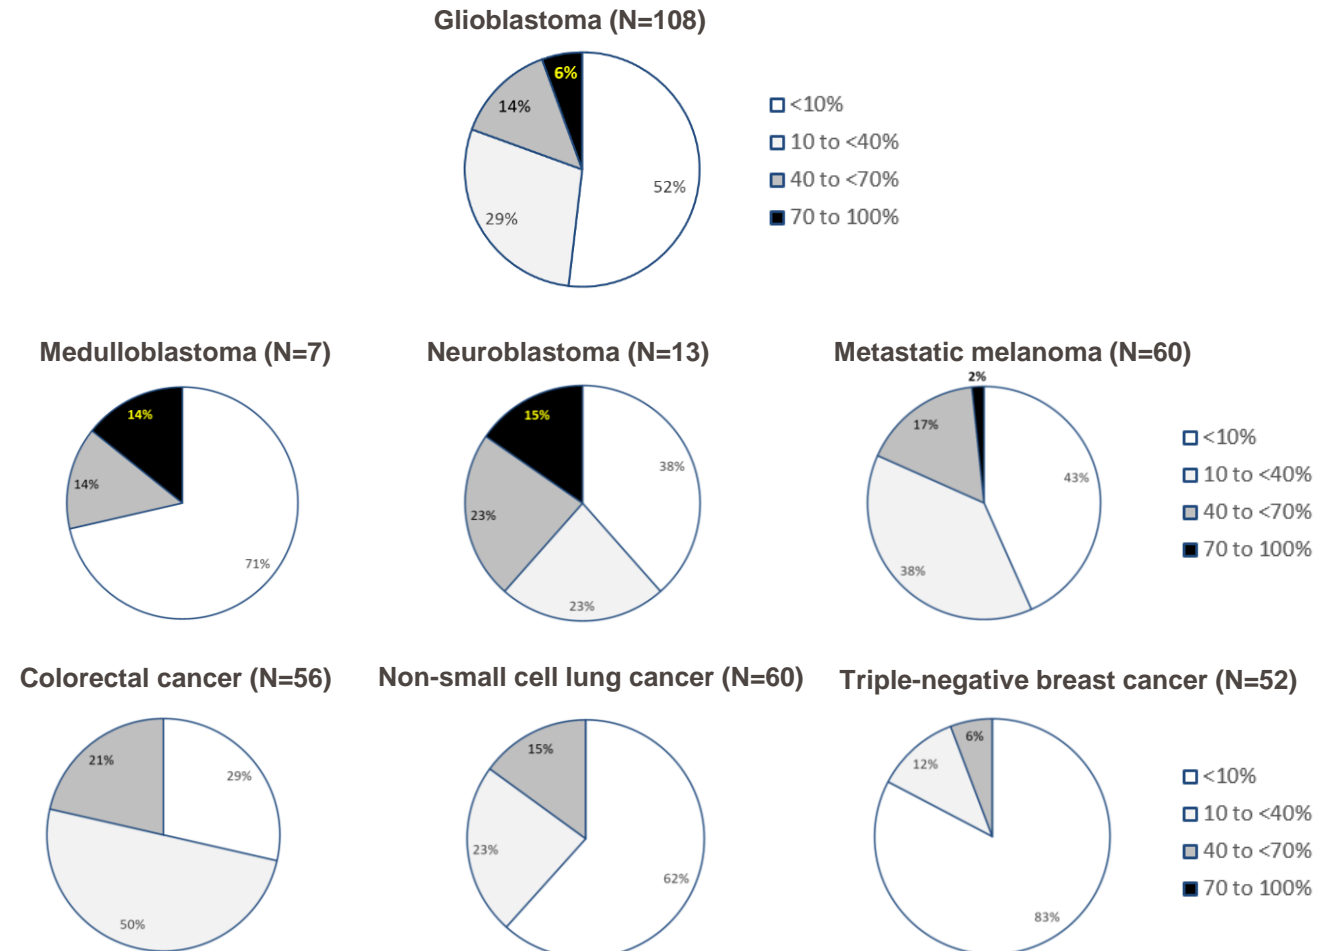 Glioblastoma (N=108)
6%
14%
52%
29%
<10%
10 to <40%
40 to <70%
70 to 100%
Medulloblastoma (N=7)
14%
14%
71%
Neuroblastoma (N=13)
15%
38%
23%
23%
Metastatic melanoma (N=60)
2%
17%
43%
38%
<10%
10 to <40%
40 to <70%
70 to 100%
Colorectal cancer (N=56)
21%
29%
50%
Non-small cell lung cancer (N=60)
15%
23%
62%
Triple-negative breast cancer (N=52)
6%
12%
83%
<10%
10 to <40%
40 to <70%
70 to 100%